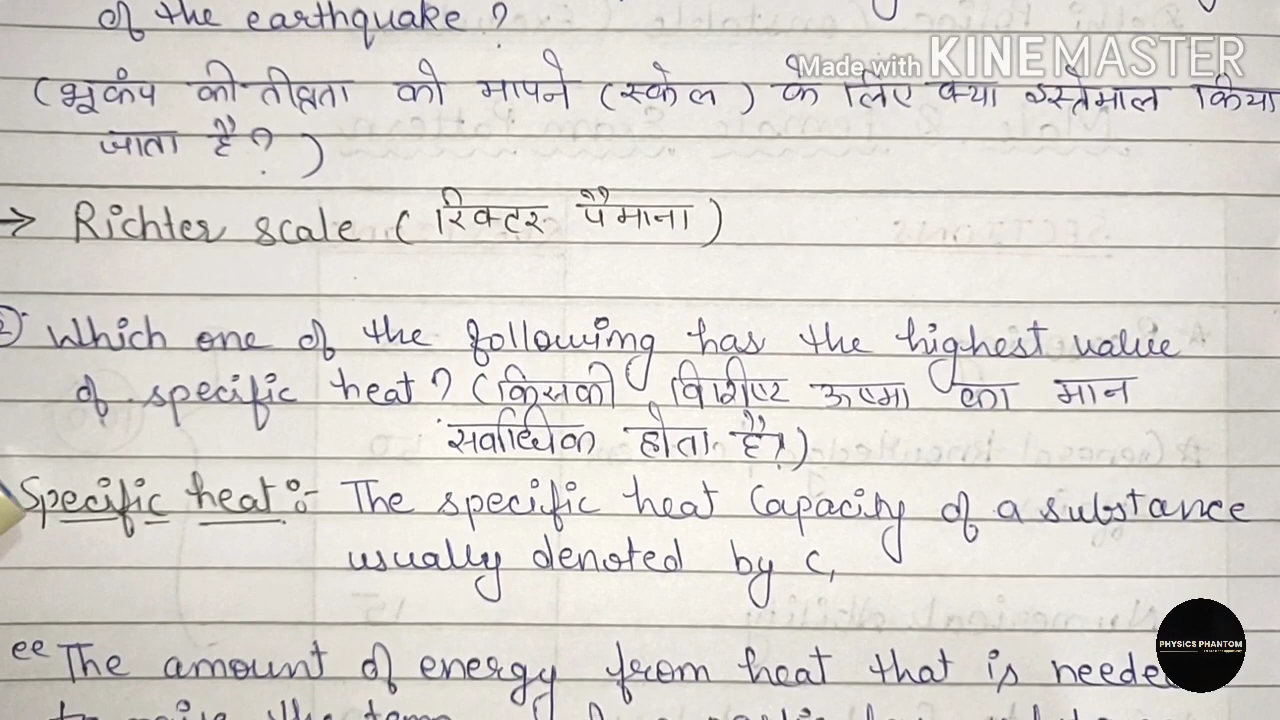 of the earthquake ?
Made with KINEMASTER
(भूकंप की तीव्रता को मापने (स्केल) के लिए क्या इस्तेमाल किया
जाता है? )
→ Richter scale ( रिक्टर पैमाना )
Which one of the following has the highest value
of specific heat? (किसकी विशिष्ट ऊष्मा का मान
सर्वाधिक होता है?)
Specific heat :- The specific heat capacity of a substance
usually denoted by c,
"The amount of energy from heat that is neede
PHYSICS PHANTOM